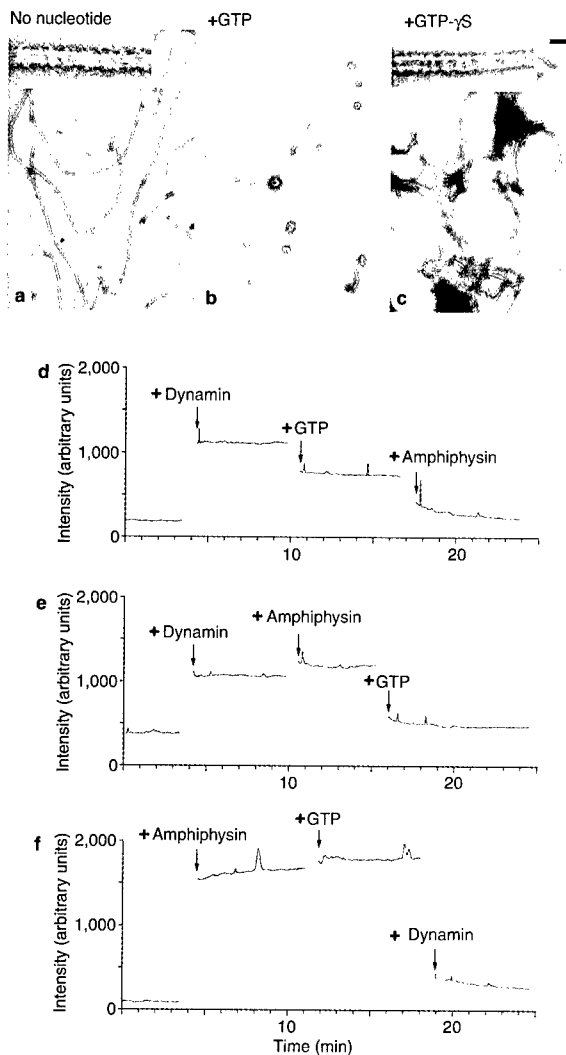 No nucleotide
+GTP
+GTP-γS
a
b
c
d
Intensity (arbitrary units)
2,000
1,000
0
+ Dynamin
+GTP
+ Amphiphysin
10
20
e
Intensity (arbitrary units)
2,000
1,000
0
+ Dynamin
+ Amphiphysin
+GTP
10
20
f
Intensity (arbitrary units)
2,000
1,000
0
+ Amphiphysin
+GTP
+ Dynamin
10
20
Time (min)